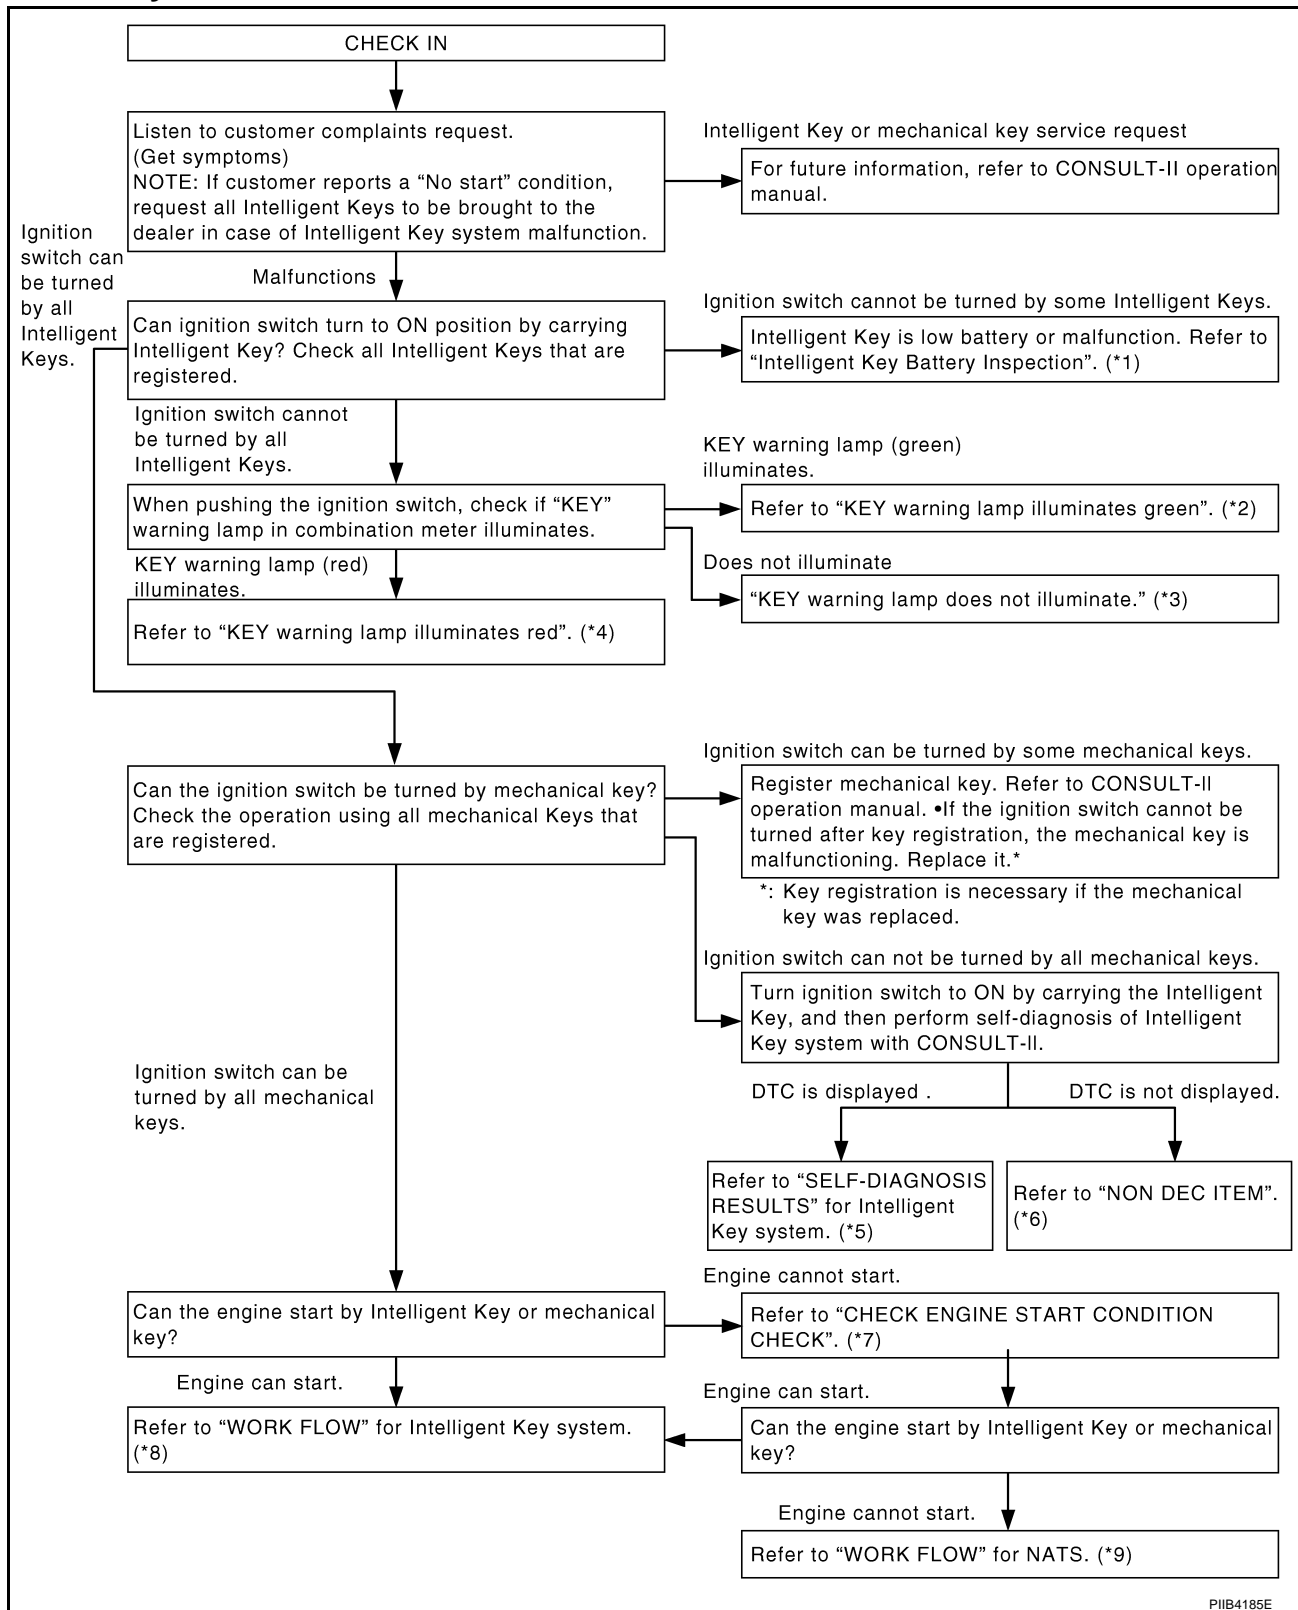 CHECK IN
Listen to customer complaints request.
(Get symptoms)
NOTE: If customer reports a “No start” condition,
request all Intelligent Keys to be brought to the
dealer in case of Intelligent Key system malfunction.
Intelligent Key or mechanical key service request
For future information, refer to CONSULT-II operation
manual.
Ignition
switch can
be turned
by all
Intelligent
Keys.
Malfunctions
Can ignition switch turn to ON position by carrying
Intelligent Key? Check all Intelligent Keys that are
registered.
Ignition switch cannot be turned by some Intelligent Keys.
Intelligent Key is low battery or malfunction. Refer to
“Intelligent Key Battery Inspection”. (*1)
Ignition switch cannot
be turned by all
Intelligent Keys.
KEY warning lamp (green)
illuminates.
When pushing the ignition switch, check if “KEY”
warning lamp in combination meter illuminates.
Refer to “KEY warning lamp illuminates green”. (*2)
KEY warning lamp (red)
illuminates.
Does not illuminate
“KEY warning lamp does not illuminate.” (*3)
Refer to “KEY warning lamp illuminates red”. (*4)
Can the ignition switch be turned by mechanical key?
Check the operation using all mechanical Keys that
are registered.
Ignition switch can be turned by some mechanical keys.
Register mechanical key. Refer to CONSULT-II
operation manual. •If the ignition switch cannot be
turned after key registration, the mechanical key is
malfunctioning. Replace it.*
*: Key registration is necessary if the mechanical
key was replaced.
Ignition switch can not be turned by all mechanical keys.
Turn ignition switch to ON by carrying the Intelligent
Key, and then perform self-diagnosis of Intelligent
Key system with CONSULT-II.
Ignition switch can be
turned by all mechanical
keys.
DTC is displayed .
DTC is not displayed.
Refer to “SELF-DIAGNOSIS
RESULTS” for Intelligent
Key system. (*5)
Refer to “NON DEC ITEM”.
(*6)
Engine cannot start.
Can the engine start by Intelligent Key or mechanical
key?
Refer to “CHECK ENGINE START CONDITION
CHECK”. (*7)
Engine can start.
Engine can start.
Refer to “WORK FLOW” for Intelligent Key system.
(*8)
Can the engine start by Intelligent Key or mechanical
key?
Engine cannot start.
Refer to “WORK FLOW” for NATS. (*9)
PIIB4185E